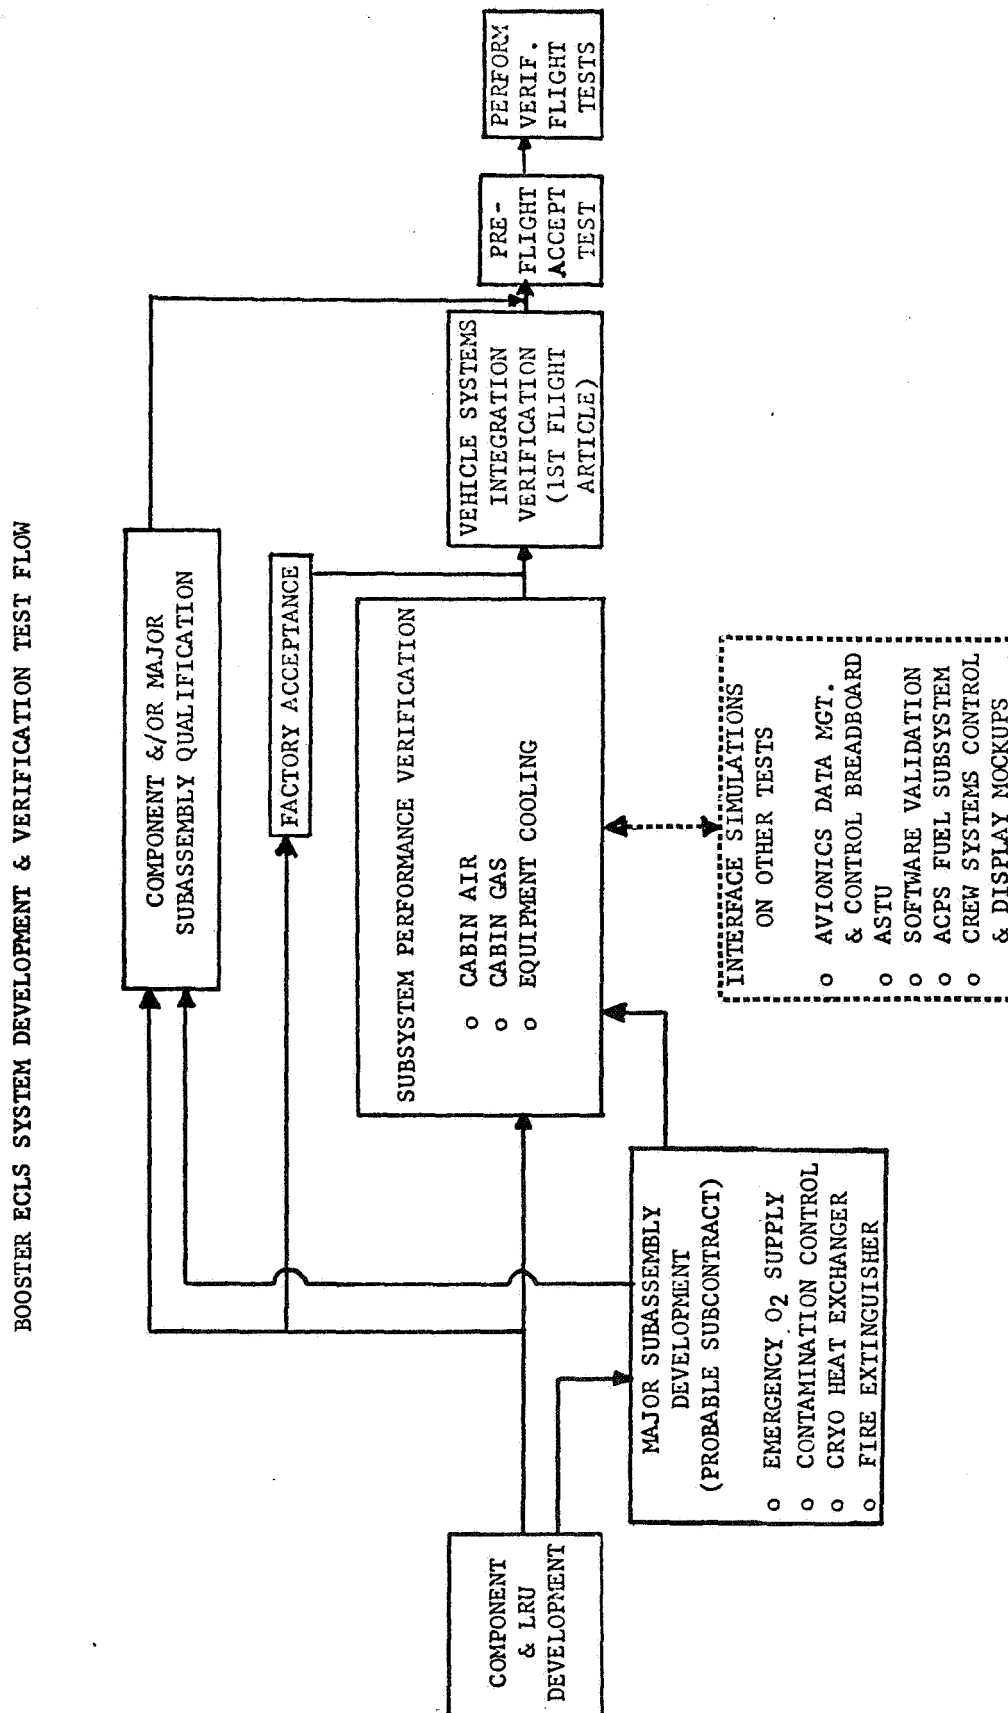 BOOSTER ECLS SYSTEM DEVELOPMENT & VERIFICATION TEST FLOW
COMPONENT
& LRU
DEVELOPMENT
MAJOR SUBASSEMBLY
DEVELOPMENT
(PROBABLE SUBCONTRACT)
o EMERGENCY O2 SUPPLY
o CONTAMINATION CONTROL
o CRYO HEAT EXCHANGER
o FIRE EXTINGUISHER
COMPONENT &/OR MAJOR
SUBASSEMBLY QUALIFICATION
FACTORY ACCEPTANCE
SUBSYSTEM PERFORMANCE VERIFICATION
o CABIN AIR
o CABIN GAS
o EQUIPMENT COOLING
INTERFACE SIMULATIONS
ON OTHER TESTS
o AVIONICS DATA MGT.
& CONTROL BREADBOARD
o ASTU
o SOFTWARE VALIDATION
o ACPS FUEL SUBSYSTEM
o CREW SYSTEMS CONTROL
& DISPLAY MOCKUPS
VEHICLE SYSTEMS
INTEGRATION
VERIFICATION
(1ST FLIGHT
ARTICLE)
PRE-
FLIGHT
ACCEPT
TEST
PERFORM
VERIF.
FLIGHT
TESTS